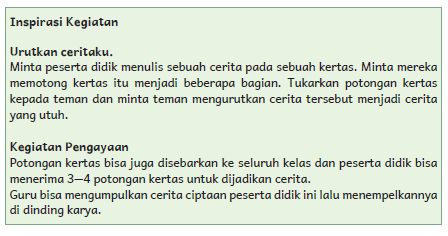 Inspirasi Kegiatan
Urutkan ceritaku.
Minta peserta didik menulis sebuah cerita pada sebuah kertas. Minta mereka
memotong kertas itu menjadi beberapa bagian. Tukarkan potongan kertas
kepada teman dan minta teman mengurutkan cerita tersebut menjadi cerita
yang utuh.
Kegiatan Pengayaan
Potongan kertas bisa juga disebarkan ke seluruh kelas dan peserta didik bisa
menerima 3—4 potongan kertas untuk dijadikan cerita.
Guru bisa mengumpulkan cerita ciptaan peserta didik ini lalu menempelkannya
di dinding karya.